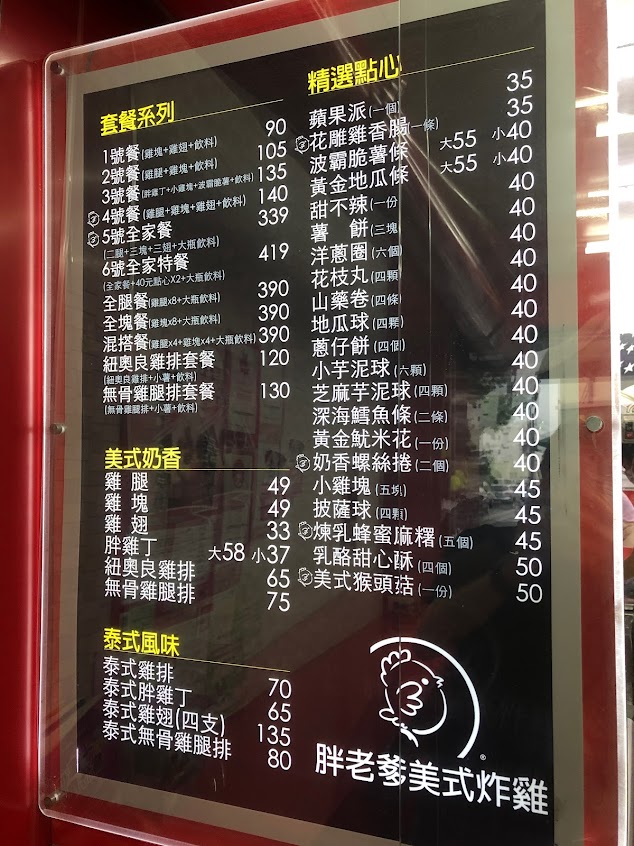 套餐系列
1號餐(雞塊+雞翅+飲料) 90
2號餐(雞腿+雞塊+飲料) 105
3號餐(胖雞丁+小雞塊+波霸脆薯+飲料) 135
4號餐(雞腿+雞塊+雞翅+飲料) 140
5號全家餐 339
(二腿+三塊+三翅+大瓶飲料)
6號全家特餐 419
(全家餐+40元點心X2+大瓶飲料)
全腿餐(雞腿x8+大瓶飲料) 390
全塊餐(雞塊x8+大瓶飲料) 390
混搭餐(雞腿x4+雞塊x4+大瓶飲料) 390
紐奧良雞排套餐 120
(紐奧良雞排+小薯+飲料)
無骨雞腿排套餐 130
(無骨雞腿排+小薯+飲料)
美式奶香
雞腿 49
雞塊 49
雞翅 33
胖雞丁 大58 小37
紐奧良雞排 65
無骨雞腿排 75
泰式風味
泰式雞排 70
泰式胖雞丁 65
泰式雞翅(四支) 135
泰式無骨雞腿排 80
精選點心
蘋果派(一個) 35
花雕雞香腸(一條) 35
波霸脆薯條 大55 小40
黃金地瓜條 大55 小40
甜不辣(一份) 40
薯餅(三塊) 40
洋蔥圈(六個) 40
花枝丸(四顆) 40
山藥卷(四條) 40
地瓜球(四顆) 40
蔥仔餅(四個) 40
小芋泥球(六顆) 40
芝麻芋泥球(四顆) 40
深海鱈魚條(二條) 40
黃金魷米花(一份) 40
奶香螺絲捲(二個) 40
小雞塊(五塊) 45
披薩球(四顆) 45
煉乳蜂蜜麻糬(五個) 45
乳酪甜心酥(四個) 50
美式猴頭菇(一份) 50
胖老爹美式炸雞®